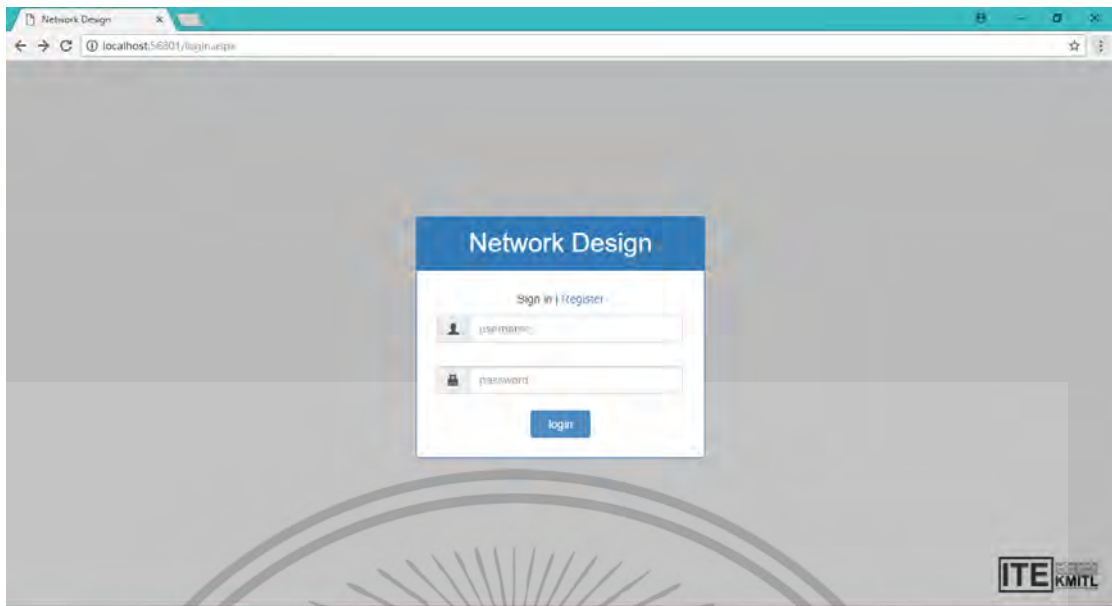 Network Design
localhost:56801/login.aspx
Network Design
Sign in | Register
username
password
login
ITE
KMITL